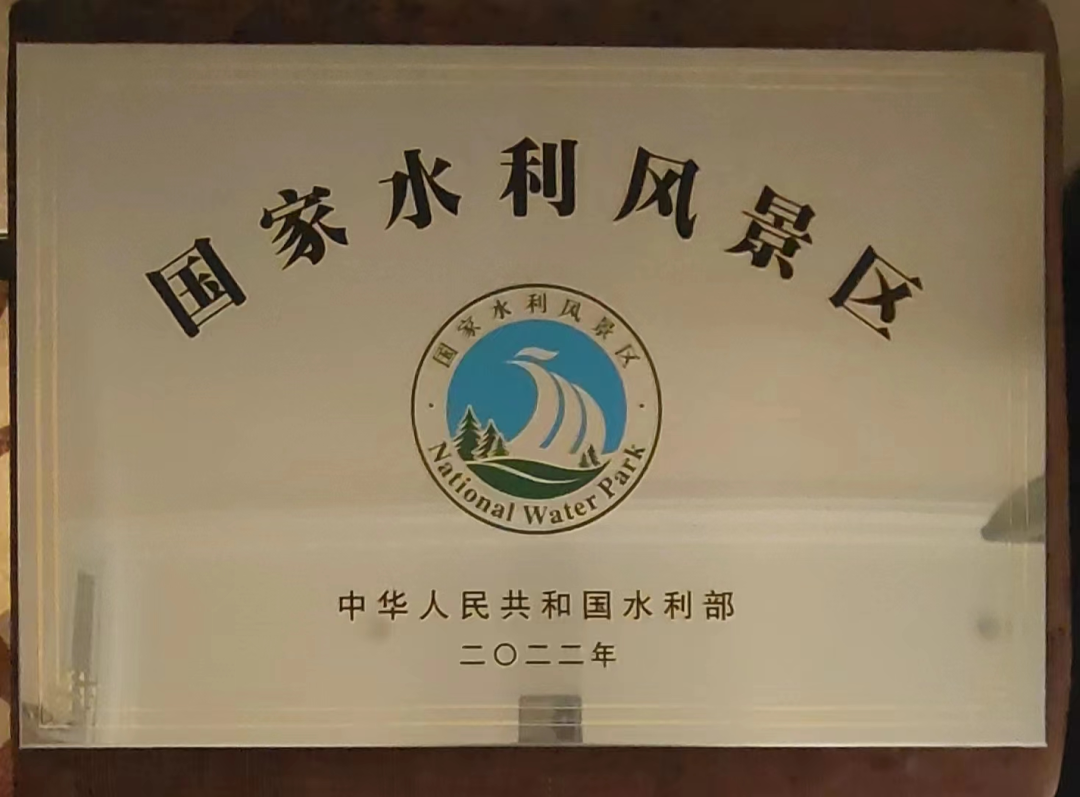 国家水利风景区
·国家水利风景区·
National Water Park
中华人民共和国水利部
二〇二二年